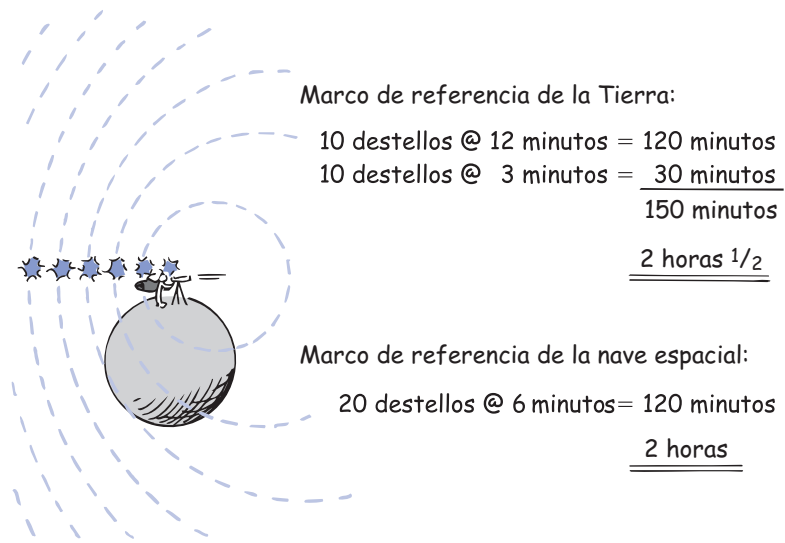 Marco de referencia de la Tierra:
10 destellos @ 12 minutos = 120 minutos
10 destellos @ 3 minutos = 30 minutos
150 minutos
2 horas 1/2
Marco de referencia de la nave espacial:
20 destellos @ 6 minutos= 120 minutos
2 horas